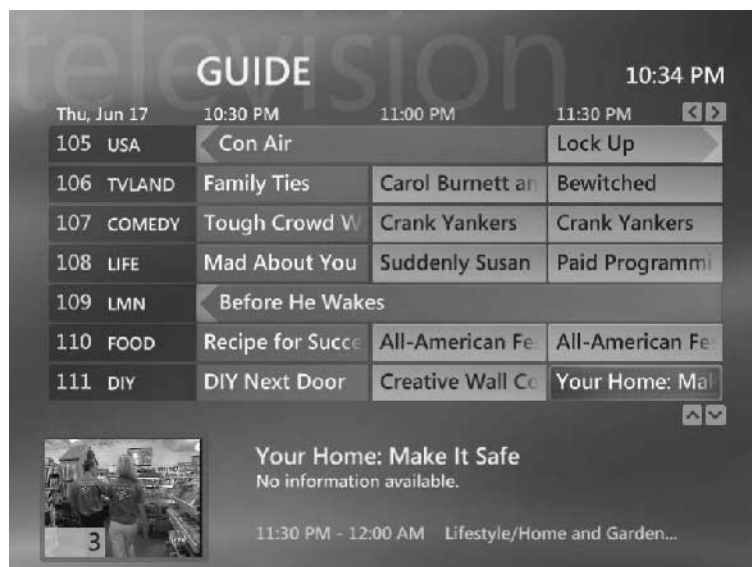 television
GUIDE
10:34 PM
Thu, Jun 17 10:30 PM 11:00 PM 11:30 PM
105 USA Con Air Lock Up
106 TVLAND Family Ties Carol Burnett an Bewitched
107 COMEDY Tough Crowd W Crank Yankers Crank Yankers
108 LIFE Mad About You Suddenly Susan Paid Programmi
109 LMN Before He Wakes
110 FOOD Recipe for Succe All-American Fe All-American Fe
111 DIY DIY Next Door Creative Wall Co Your Home: Mak
Your Home: Make It Safe
No information available.
11:30 PM - 12:00 AM Lifestyle/Home and Garden...
3